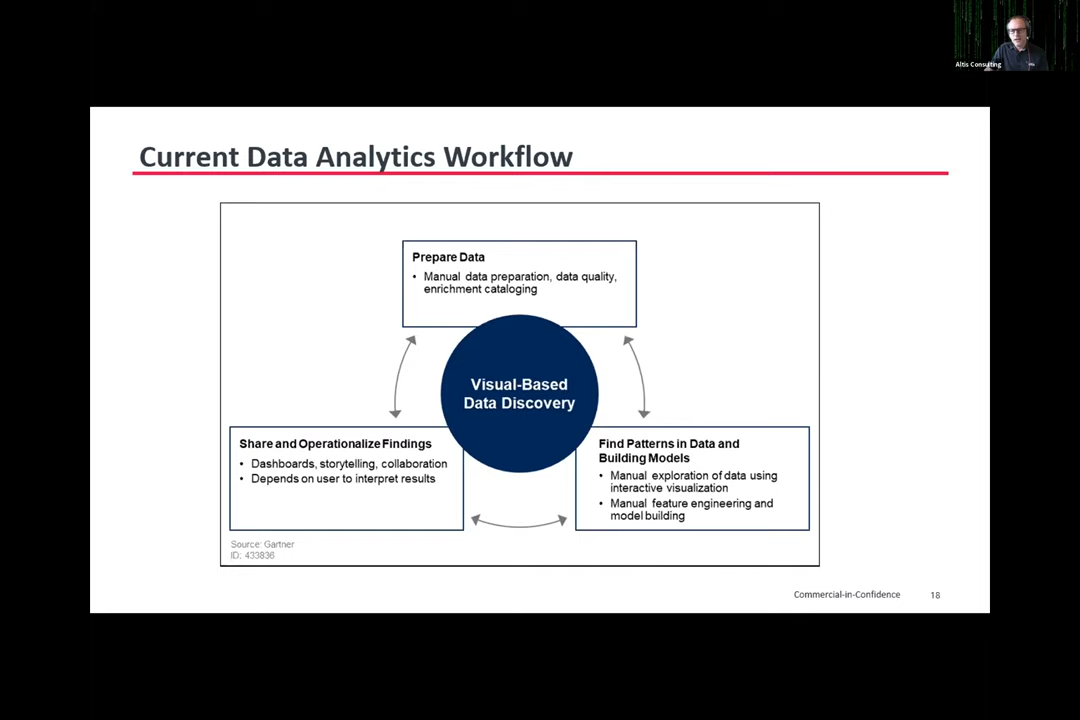 Altis Consulting
Current Data Analytics Workflow
Prepare Data
• Manual data preparation, data quality,
enrichment cataloging
Visual-Based
Data Discovery
Share and Operationalize Findings
• Dashboards, storytelling, collaboration
• Depends on user to interpret results
Find Patterns in Data and
Building Models
• Manual exploration of data using
interactive visualization
• Manual feature engineering and
model building
Source: Gartner
ID: 433836
Commercial-in-Confidence
18